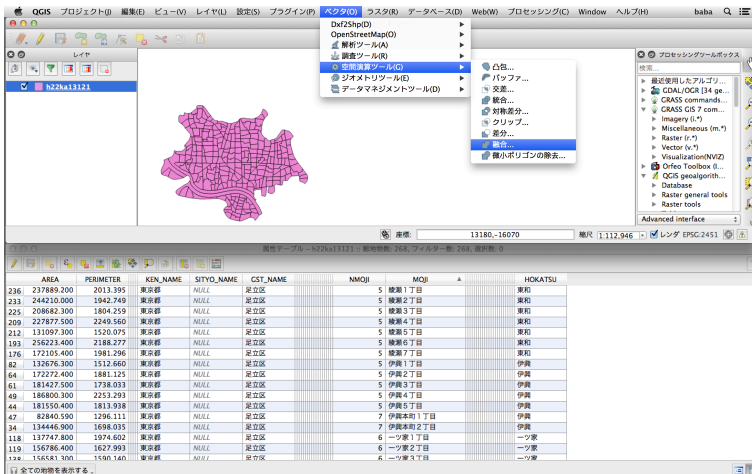 QGIS プロジェクト(J) 編集(E) ビュー(V) レイヤ(L) 設定(S) プラグイン(P) ベクタ(O) ラスタ(R) データベース(D) Web(W) プロセッシング(C) Window ヘルプ(H) baba
Dxf2Shp(D)
OpenStreetMap(O)
解析ツール(A)
調査ツール(R)
空間演算ツール(G)
ジオメトリツール(E)
データマネジメントツール(D)
凸包...
バッファ...
交差...
統合...
対称差分...
クリップ...
差分...
融合...
微小ポリゴンの除去...
レイヤ
h22ka13121
プロセッシングツールボックス
検索...
最近使用したアルゴリ...
GDAL/OGR [34 ge...
GRASS commands...
GRASS GIS 7 com...
Imagery (i.*)
Miscellaneous (m.*)
Raster (r.*)
Vector (v.*)
Visualization(NVIZ)
Orfeo Toolbox (I...
QGIS geoalgorith...
Database
Raster general tools
Raster tools
Advanced interface
座標: 13180,-16070 縮尺 1:112,946 レンダ EPSG:2451
属性テーブル - h22ka13121 :: 総地物数: 268, フィルター数: 268, 選択数: 0
AREA PERIMETER KEN_NAME SITYO_NAME GST_NAME NMOJI MOJI HOKATSU
236 237889.200 2013.395 東京都 NULL 足立区 5 綾瀬1丁目 東和
233 244210.000 1942.749 東京都 NULL 足立区 5 綾瀬2丁目 東和
225 208682.300 1804.259 東京都 NULL 足立区 5 綾瀬3丁目 東和
209 227877.500 2249.560 東京都 NULL 足立区 5 綾瀬4丁目 東和
212 131097.300 1520.075 東京都 NULL 足立区 5 綾瀬5丁目 東和
193 256223.400 2188.277 東京都 NULL 足立区 5 綾瀬6丁目 東和
176 172105.400 1981.296 東京都 NULL 足立区 5 綾瀬7丁目 東和
82 132676.300 1512.660 東京都 NULL 足立区 5 伊興1丁目 伊興
64 172272.400 1881.125 東京都 NULL 足立区 5 伊興2丁目 伊興
61 181427.500 1738.033 東京都 NULL 足立区 5 伊興3丁目 伊興
49 186800.300 2253.293 東京都 NULL 足立区 5 伊興4丁目 伊興
44 181550.400 1813.938 東京都 NULL 足立区 5 伊興5丁目 伊興
47 82840.590 1296.111 東京都 NULL 足立区 7 伊興本町1丁目 伊興
34 134446.900 1698.035 東京都 NULL 足立区 7 伊興本町2丁目 伊興
118 137747.800 1974.602 東京都 NULL 足立区 6 一ツ家1丁目 一ツ家
119 156786.400 1627.993 東京都 NULL 足立区 6 一ツ家2丁目 一ツ家
138 156581.300 1590.140 東京都 NULL 足立区 6 一ツ家3丁目 一ツ家
全ての地物を表示する